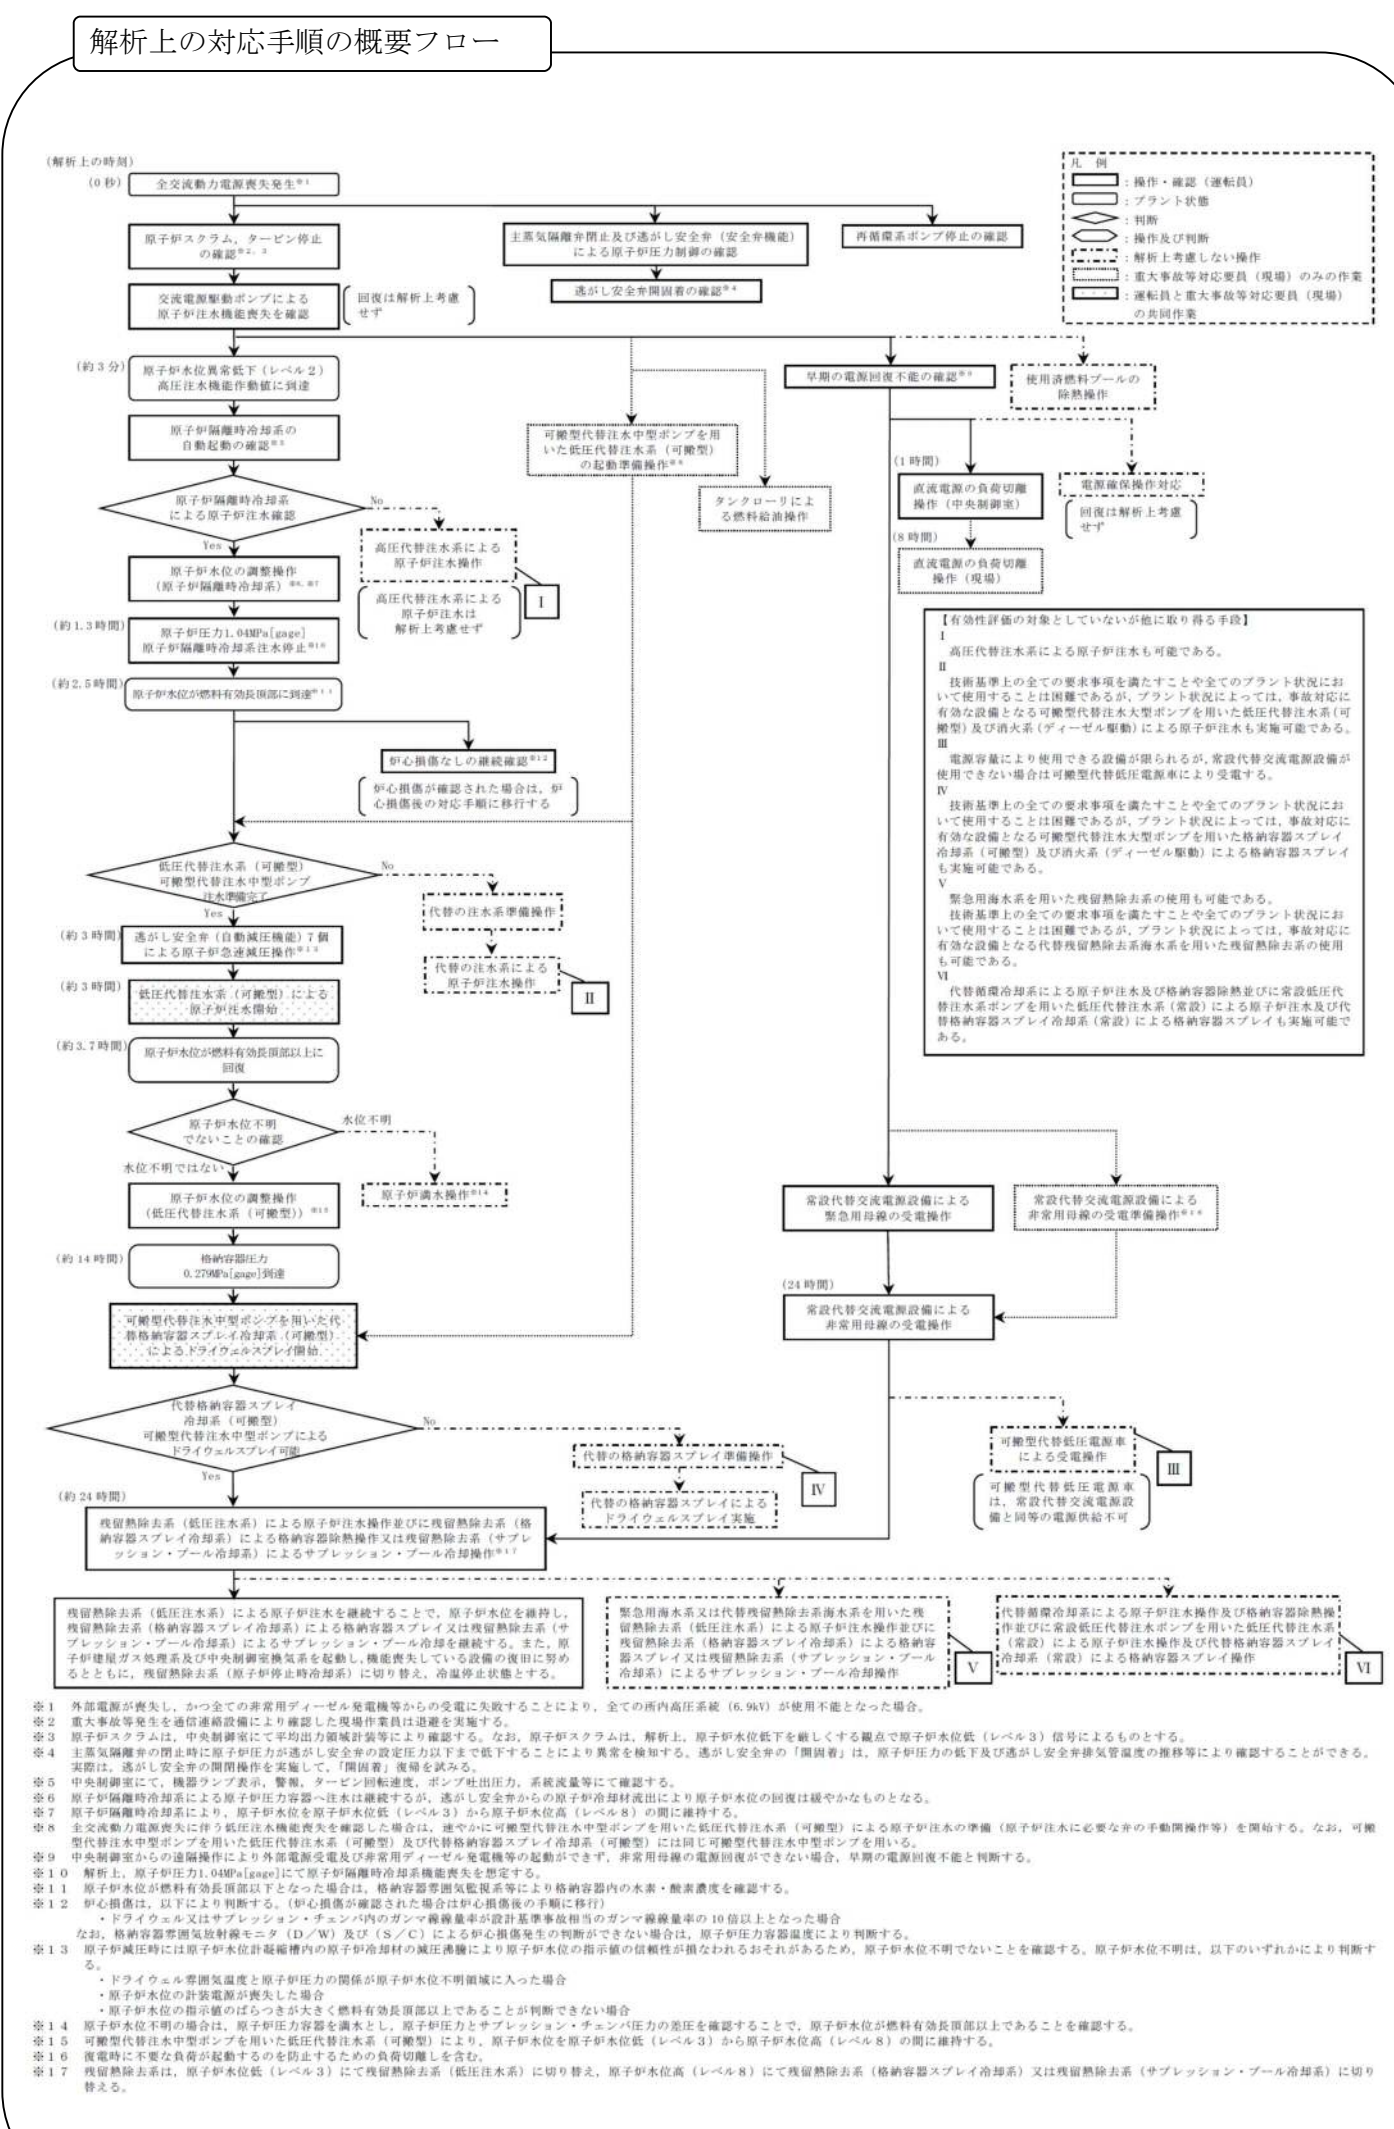 解析上の対応手順の概要フロー
(解析上の時刻)
(0秒)
全交流動力電源喪失発生※1
原子炉スクラム，タービン停止
の確認※2，3
主蒸気隔離弁閉止及び逃がし安全弁（安全弁機能）
による原子炉圧力制御の確認
再循環系ポンプ停止の確認
逃がし安全弁開固着の確認※4
交流電源駆動ポンプによる
原子炉注水機能喪失を確認
回復は解析上考慮
せず
凡　例
：操作・確認（運転員）
：プラント状態
：判断
：操作及び判断
：解析上考慮しない操作
：重大事故等対応要員（現場）のみの作業
：運転員と重大事故等対応要員（現場）
の共同作業
(約3分)
原子炉水位異常低下（レベル2）
高圧注水機能作動値に到達
原子炉隔離時冷却系の
自動起動の確認※5
原子炉隔離時冷却系
による原子炉注水確認
No
Yes
高圧代替注水系による
原子炉注水操作
Ⅰ
高圧代替注水系による
原子炉注水は
解析上考慮せず
原子炉水位の調整操作
（原子炉隔離時冷却系）※6，※7
(約1.3時間)
原子炉圧力1.04MPa[gage]
原子炉隔離時冷却系注水停止※10
(約2.5時間)
原子炉水位が燃料有効長頂部に到達※11
炉心損傷なしの継続確認※12
炉心損傷が確認された場合は，炉
心損傷後の対応手順に移行する
可搬型代替注水中型ポンプを用
いた低圧代替注水系（可搬型）
の起動準備操作※8
タンクローリによ
る燃料給油操作
早期の電源回復不能の確認※9
使用済燃料プールの
除熱操作
(1時間)
直流電源の負荷切離
操作（中央制御室）
電源確保操作対応
回復は解析上考慮
せず
(8時間)
直流電源の負荷切離
操作（現場）
【有効性評価の対象としていないが他に取り得る手段】
Ⅰ
高圧代替注水系による原子炉注水も可能である。
Ⅱ
技術基準上の全ての要求事項を満たすことや全てのプラント状況にお
いて使用することは困難であるが，プラント状況によっては，事故対応に
有効な設備となる可搬型代替注水大型ポンプを用いた低圧代替注水系（可
搬型）及び消火系（ディーゼル駆動）による原子炉注水も実施可能である。
Ⅲ
電源容量により使用できる設備が限られるが，常設代替交流電源設備が
使用できない場合は可搬型代替低圧電源車により受電する。
Ⅳ
技術基準上の全ての要求事項を満たすことや全てのプラント状況にお
いて使用することは困難であるが，プラント状況によっては，事故対応に
有効な設備となる可搬型代替注水大型ポンプを用いた格納容器スプレイ
冷却系（可搬型）及び消火系（ディーゼル駆動）による格納容器スプレイ
も実施可能である。
Ⅴ
緊急用海水系を用いた残留熱除去系の使用も可能である。
技術基準上の全ての要求事項を満たすことや全てのプラント状況にお
いて使用することは困難であるが，プラント状況によっては，事故対応に
有効な設備となる代替残留熱除去系海水系を用いた残留熱除去系の使用
も可能である。
Ⅵ
代替循環冷却系による原子炉注水及び格納容器除熱並びに常設低圧代
替注水系ポンプを用いた低圧代替注水系（常設）による原子炉注水及び代
替格納容器スプレイ冷却系（常設）による格納容器スプレイも実施可能で
ある。
低圧代替注水系（可搬型）
可搬型代替注水中型ポンプ
注水準備完了
No
Yes
代替の注水系準備操作
代替の注水系による
原子炉注水操作
Ⅱ
(約3時間)
逃がし安全弁（自動減圧機能）7個
による原子炉急速減圧操作※13
(約3時間)
低圧代替注水系（可搬型）による
原子炉注水開始
(約3.7時間)
原子炉水位が燃料有効長頂部以上に
回復
原子炉水位不明
でないことの確認
水位不明
水位不明ではない
原子炉満水操作※14
原子炉水位の調整操作
（低圧代替注水系（可搬型））※15
(約14時間)
格納容器圧力
0.279MPa[gage]到達
可搬型代替注水中型ポンプを用いた代
替格納容器スプレイ冷却系（可搬型）
によるドライウェルスプレイ開始
常設代替交流電源設備による
緊急用母線の受電操作
常設代替交流電源設備による
非常用母線の受電準備操作※16
(24時間)
常設代替交流電源設備による
非常用母線の受電操作
代替格納容器スプレイ
冷却系（可搬型）
可搬型代替注水中型ポンプによる
ドライウェルスプレイ可能
No
Yes
代替の格納容器スプレイ準備操作
Ⅳ
代替の格納容器スプレイによる
ドライウェルスプレイ実施
可搬型代替低圧電源車
による受電操作
Ⅲ
可搬型代替低圧電源車
は，常設代替交流電源設
備と同等の電源供給不可
(約24時間)
残留熱除去系（低圧注水系）による原子炉注水操作並びに残留熱除去系（格
納容器スプレイ冷却系）による格納容器除熱操作又は残留熱除去系（サプレ
ッション・プール冷却系）によるサプレッション・プール冷却操作※17
残留熱除去系（低圧注水系）による原子炉注水を継続することで，原子炉水位を維持し，
残留熱除去系（格納容器スプレイ冷却系）による格納容器スプレイ又は残留熱除去系（サ
プレッション・プール冷却系）によるサプレッション・プール冷却を継続する。また，原
子炉建屋ガス処理系及び中央制御室換気系を起動し，機能喪失している設備の復旧に努め
るとともに，残留熱除去系（原子炉停止時冷却系）に切り替え，冷温停止状態とする。
緊急用海水系又は代替残留熱除去系海水系を用いた残
留熱除去系（低圧注水系）による原子炉注水操作並びに
残留熱除去系（格納容器スプレイ冷却系）による格納容
器スプレイ又は残留熱除去系（サプレッション・プール
冷却系）によるサプレッション・プール冷却操作
Ⅴ
代替循環冷却系による原子炉注水操作及び格納容器除熱操
作並びに常設低圧代替注水系ポンプを用いた低圧代替注水系
（常設）による原子炉注水操作及び代替格納容器スプレイ
冷却系（常設）による格納容器スプレイ操作
Ⅵ
※1　外部電源が喪失し，かつ全ての非常用ディーゼル発電機等からの受電に失敗することにより，全ての所内高圧系統（6.9kV）が使用不能となった場合。
※2　重大事故等発生を通信連絡設備により確認した現場作業員は退避を実施する。
※3　原子炉スクラムは，中央制御室にて平均出力領域計装等により確認する。なお，原子炉スクラムは，解析上，原子炉水位低下を厳しくする観点で原子炉水位低（レベル3）信号によるものとする。
※4　主蒸気隔離弁の閉止時に原子炉圧力が逃がし安全弁の設定圧力以下まで低下することにより異常を検知する。逃がし安全弁の「開固着」は，原子炉圧力の低下及び逃がし安全弁排気管温度の推移等により確認することができる。
実際は，逃がし安全弁の開閉操作を実施して，「開固着」復帰を試みる。
※5　中央制御室にて，機器ランプ表示，警報，タービン回転速度，ポンプ吐出圧力，系統流量等にて確認する。
※6　原子炉隔離時冷却系による原子炉圧力容器へ注水は継続するが，逃がし安全弁からの原子炉冷却材流出により原子炉水位の回復は緩やかなものとなる。
※7　原子炉隔離時冷却系により，原子炉水位を原子炉水位低（レベル3）から原子炉水位高（レベル8）の間に維持する。
※8　全交流動力電源喪失に伴う低圧注水機能喪失を確認した場合は，速やかに可搬型代替注水中型ポンプを用いた低圧代替注水系（可搬型）による原子炉注水の準備（原子炉注水に必要な弁の手動開操作等）を開始する。なお，可搬
型代替注水中型ポンプを用いた低圧代替注水系（可搬型）及び代替格納容器スプレイ冷却系（可搬型）には同じ可搬型代替注水中型ポンプを用いる。
※9　中央制御室からの遠隔操作により外部電源受電及び非常用ディーゼル発電機等の起動ができず，非常用母線の電源回復ができない場合，早期の電源回復不能と判断する。
※10　解析上，原子炉圧力1.04MPa[gage]にて原子炉隔離時冷却系機能喪失を想定する。
※11　原子炉水位が燃料有効長頂部以下となった場合は，格納容器雰囲気監視系等により格納容器内の水素・酸素濃度を確認する。
※12　炉心損傷は，以下により判断する。（炉心損傷が確認された場合は炉心損傷後の手順に移行）
・ドライウェル又はサプレッション・チェンバ内のガンマ線線量率が設計基準事故相当のガンマ線線量率の10倍以上となった場合
なお，格納容器雰囲気放射線モニタ（D／W）及び（S／C）による炉心損傷発生の判断ができない場合は，原子炉圧力容器温度により判断する。
※13　原子炉減圧時には原子炉水位計凝縮槽内の原子炉冷却材の減圧沸騰により原子炉水位の指示値の信頼性が損なわれるおそれがあるため，原子炉水位不明でないことを確認する。原子炉水位不明は，以下のいずれかにより判断す
る。
・ドライウェル雰囲気温度と原子炉圧力の関係が原子炉水位不明領域に入った場合
・原子炉水位の計装電源が喪失した場合
・原子炉水位の指示値のばらつきが大きく燃料有効長頂部以上であることが判断できない場合
※14　原子炉水位不明の場合は，原子炉圧力容器を満水とし，原子炉圧力とサプレッション・チェンバ圧力の差圧を確認することで，原子炉水位が燃料有効長頂部以上であることを確認する。
※15　可搬型代替注水中型ポンプを用いた低圧代替注水系（可搬型）により，原子炉水位を原子炉水位低（レベル3）から原子炉水位高（レベル8）の間に維持する。
※16　復電時に不要な負荷が起動するのを防止するための負荷切離しを含む。
※17　残留熱除去系は，原子炉水位低（レベル3）にて残留熱除去系（低圧注水系）に切り替え，原子炉水位高（レベル8）にて残留熱除去系（格納容器スプレイ冷却系）又は残留熱除去系（サプレッション・プール冷却系）に切り
替える。